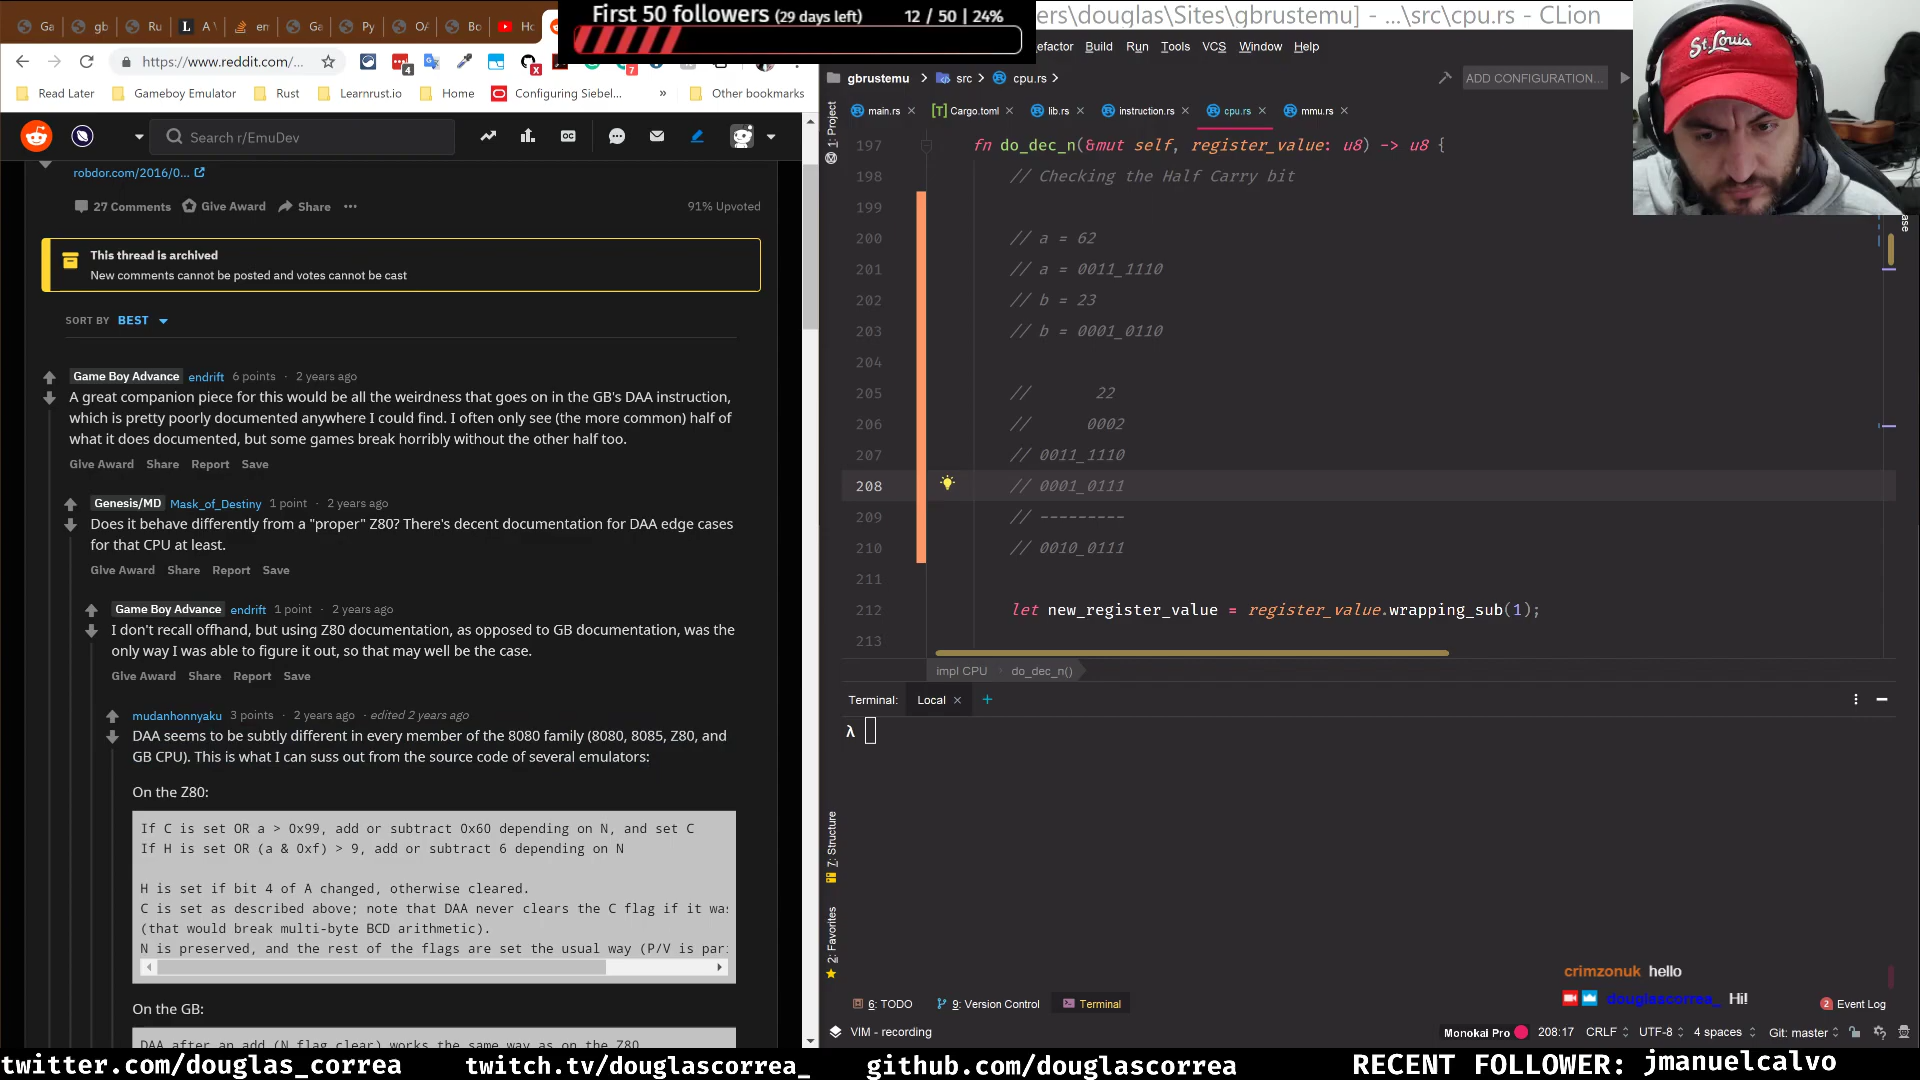 First 50 followers (29 days left) 12 / 50 | 24%
ers\douglas\Sites\gbrustemu] - ...\src\cpu.rs - CLion
Ga
gb
Ru
A
en
Ga
Py
Bo
https://www.reddit.com/...
4
x
7
efactor Build Run Tools VCS Window Help
gbrustemu src cpu.rs
ADD CONFIGURATION...
Read Later Gameboy Emulator Rust Learnrust.io Home Configuring Siebel... » Other bookmarks
main.rs Cargo.toml lib.rs instruction.rs cpu.rs mmu.rs
Search r/EmuDev
robdor.com/2016/0...
27 Comments Give Award Share 91% Upvoted
This thread is archived
New comments cannot be posted and votes cannot be cast
SORT BY BEST
Game Boy Advance endrift 6 points · 2 years ago
A great companion piece for this would be all the weirdness that goes on in the GB's DAA instruction,
which is pretty poorly documented anywhere I could find. I often only see (the more common) half of
what it does documented, but some games break horribly without the other half too.
Give Award Share Report Save
Genesis/MD Mask_of_Destiny 1 point · 2 years ago
Does it behave differently from a "proper" Z80? There's decent documentation for DAA edge cases
for that CPU at least.
Give Award Share Report Save
Game Boy Advance endrift 1 point · 2 years ago
I don't recall offhand, but using Z80 documentation, as opposed to GB documentation, was the
only way I was able to figure it out, so that may well be the case.
Give Award Share Report Save
mudanhonnyaku 3 points · 2 years ago · edited 2 years ago
DAA seems to be subtly different in every member of the 8080 family (8080, 8085, Z80, and
GB CPU). This is what I can suss out from the source code of several emulators:
On the Z80:
If C is set OR a > 0x99, add or subtract 0x60 depending on N, and set C
If H is set OR (a & 0xf) > 9, add or subtract 6 depending on N
H is set if bit 4 of A changed, otherwise cleared.
C is set as described above; note that DAA never clears the C flag if it was
(that would break multi-byte BCD arithmetic).
N is preserved, and the rest of the flags are set the usual way (P/V is par
On the GB:
DAA after an add (N flag clear) works the same way as on the Z80
1: Project
197 fn do_dec_n(&mut self, register_value: u8) -> u8 {
198 // Checking the Half Carry bit
199
200 // a = 62
201 // a = 0011_1110
202 // b = 23
203 // b = 0001_0110
204
205 // 22
206 // 0002
207 // 0011_1110
208 // 0001_0111
209 // ---------
210 // 0010_0111
211
212 let new_register_value = register_value.wrapping_sub(1);
213
impl CPU do_dec_n()
Terminal: Local +
λ
7: Structure
2: Favorites
St. Louis
ase
crimzonuk hello
douglascorrea_ Hi!
6: TODO 9: Version Control Terminal 2 Event Log
VIM - recording Monokai Pro 208:17 CRLF UTF-8 4 spaces Git: master
twitter.com/douglas_correa twitch.tv/douglascorrea_ github.com/douglascorrea RECENT FOLLOWER: jmanuelcalvo